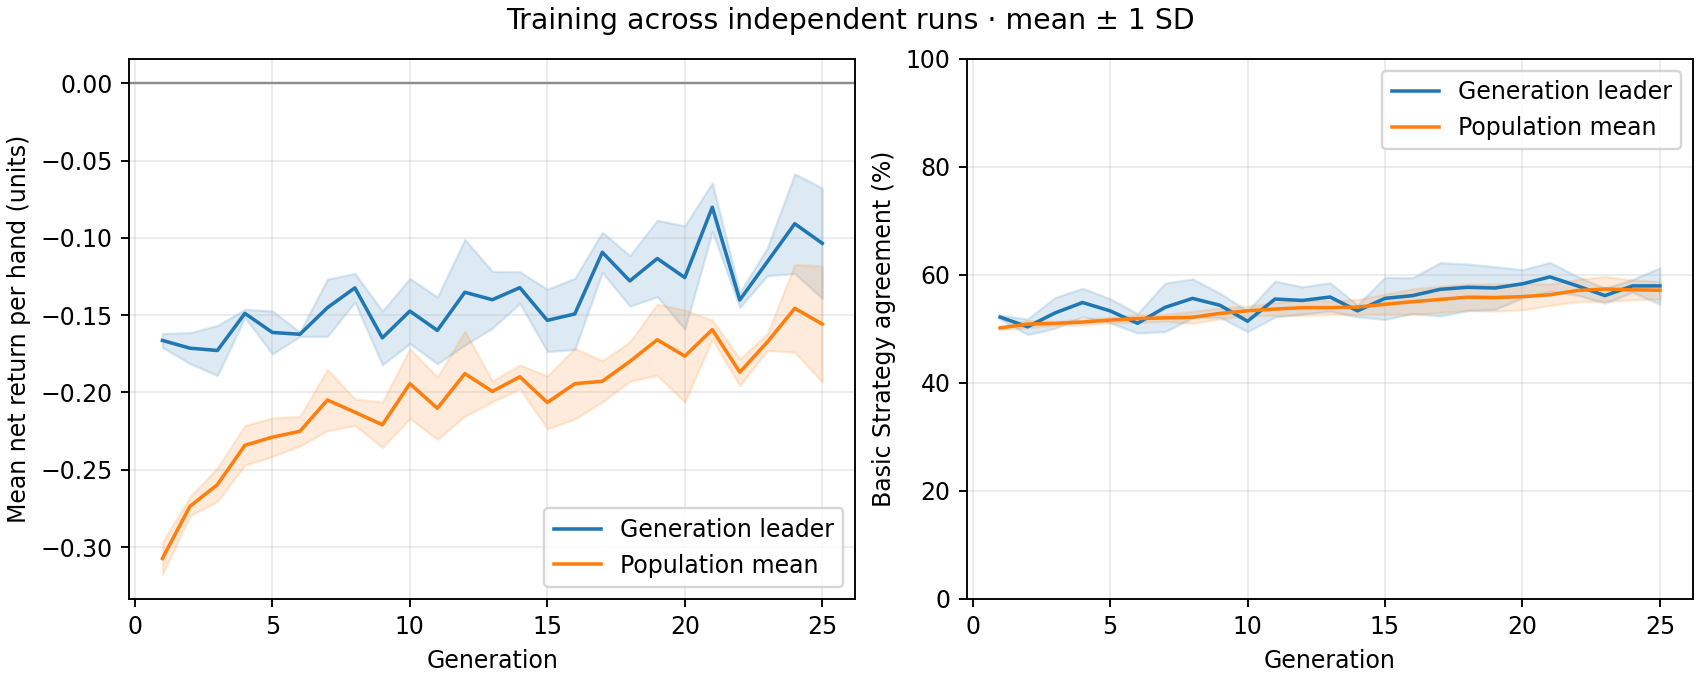 Training across independent runs · mean ± 1 SD
Mean net return per hand (units)
0.00
−0.05
−0.10
−0.15
−0.20
−0.25
−0.30
0
5
10
15
20
25
Generation
Generation leader
Population mean
Basic Strategy agreement (%)
100
80
60
40
20
0
0
5
10
15
20
25
Generation
Generation leader
Population mean